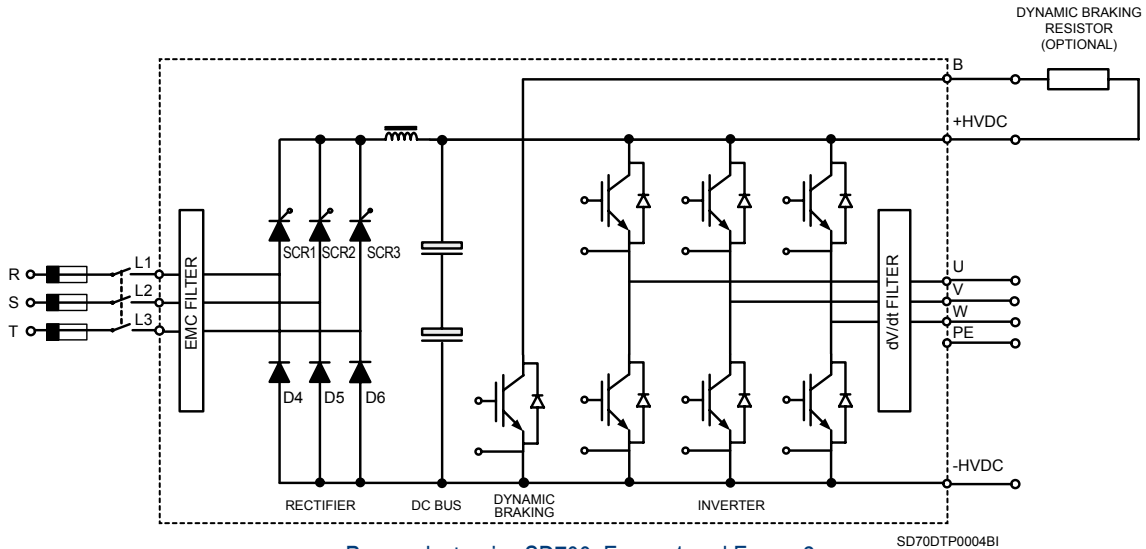 DYNAMIC BRAKING
RESISTOR
(OPTIONAL)
B
+HVDC
SCR1
SCR2
SCR3
R
L1
S
L2
T
L3
EMC FILTER
dV/dt FILTER
U
V
W
PE
D4
D5
D6
-HVDC
RECTIFIER
DC BUS
DYNAMIC
BRAKING
INVERTER
SD70DTP0004BI